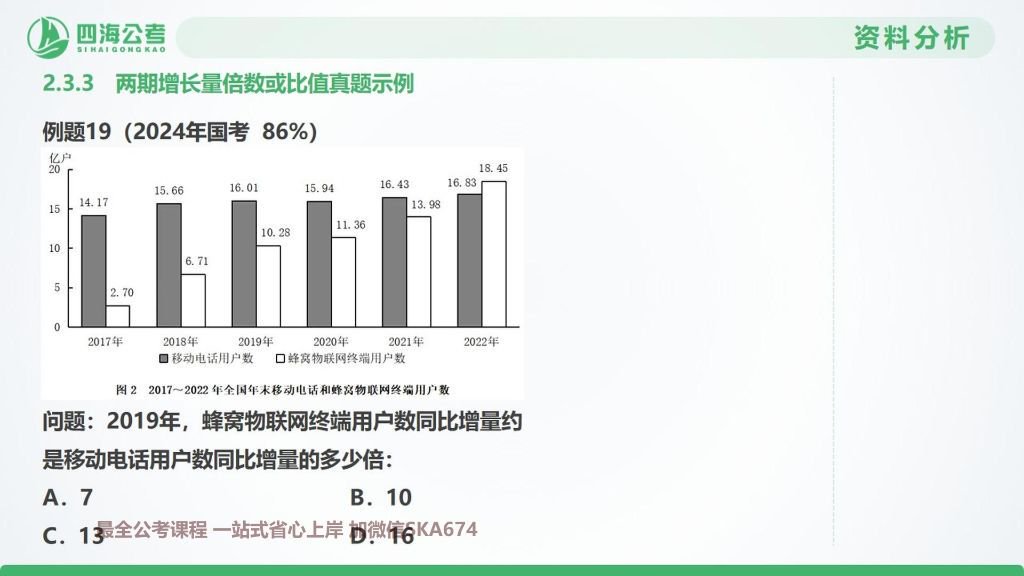 四海公考
SIHAIGONGKAO
资料分析
2.3.3 两期增长量倍数或比值真题示例
例题19（2024年国考 86%）
亿户
20
15
10
5
0
14.17 2.70
15.66 6.71
16.01 10.28
15.94 11.36
16.43 13.98
16.83 18.45
2017年 2018年 2019年 2020年 2021年 2022年
移动电话用户数 蜂窝物联网终端用户数
图 2 2017～2022 年全国年末移动电话和蜂窝物联网终端用户数
问题：2019年，蜂窝物联网终端用户数同比增量约
是移动电话用户数同比增量的多少倍：
A. 7 B. 10
C. 13 D. 16
最全公考课程 一站式省心上岸 加微信SKA674